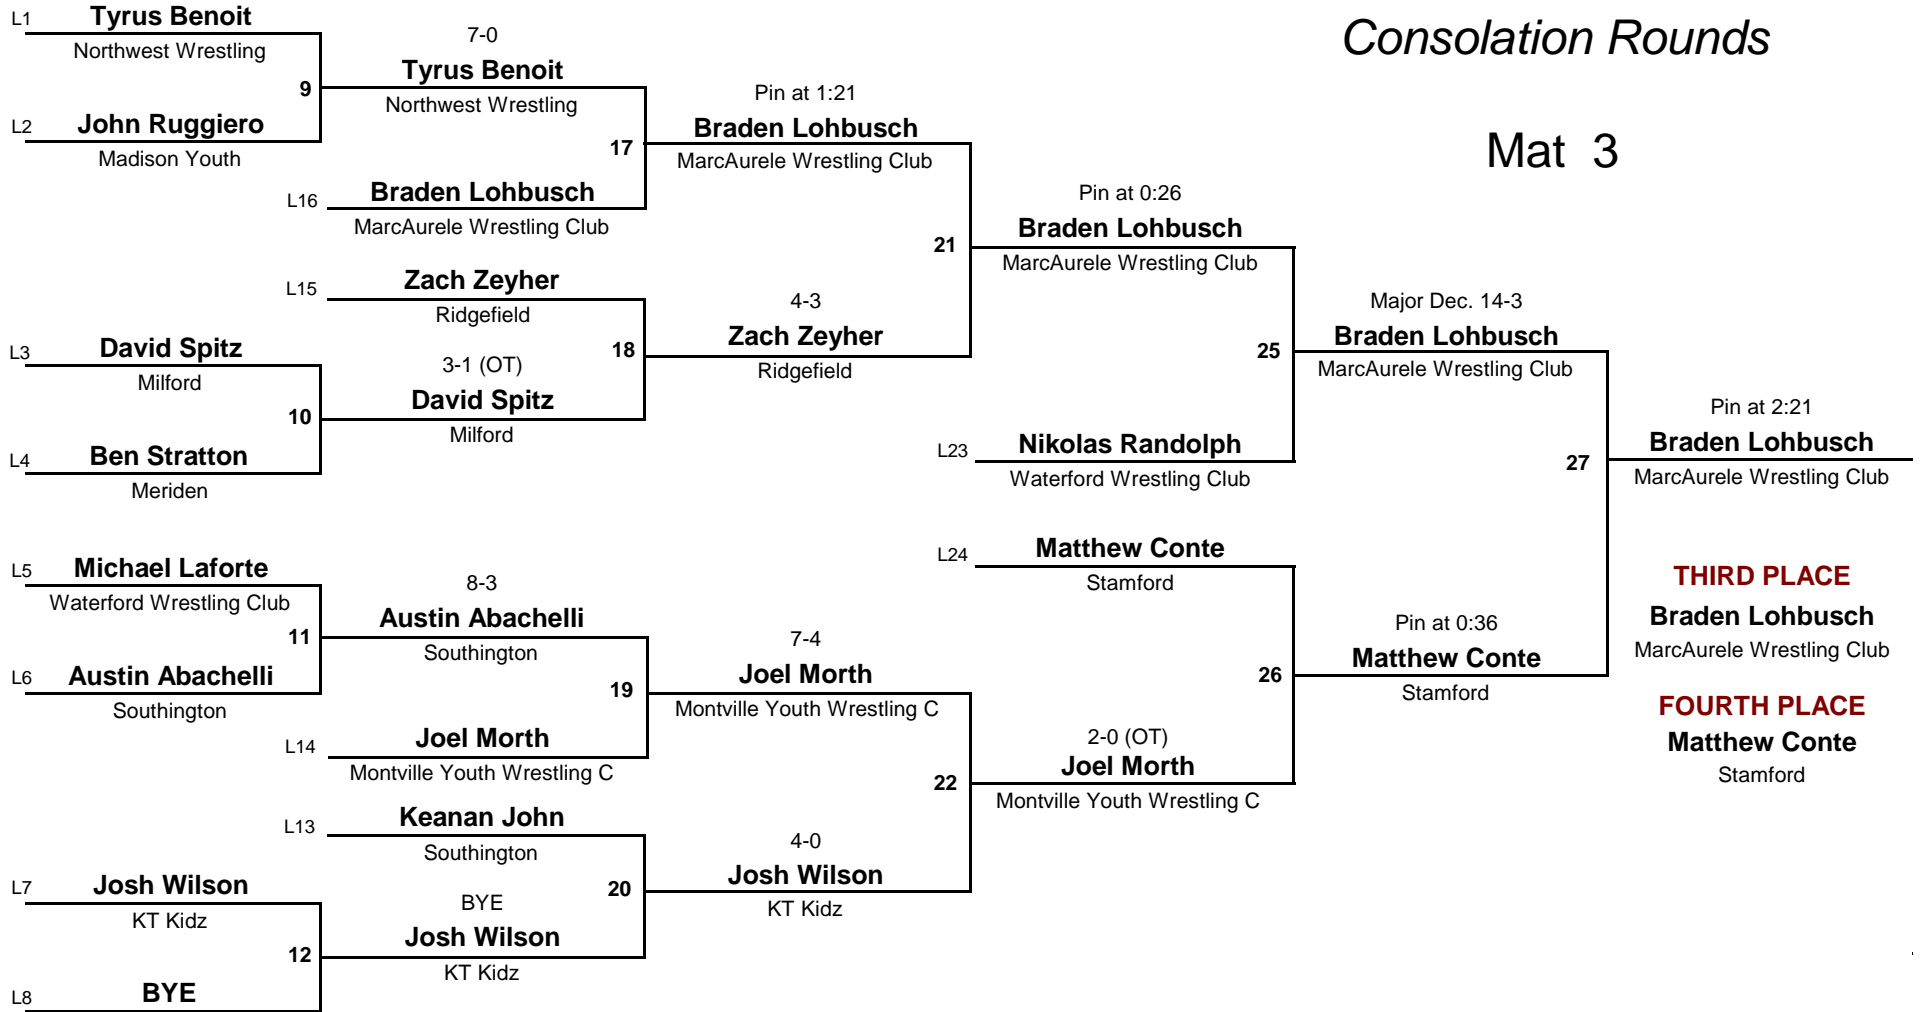 Consolation Rounds
Mat 3
L1 Tyrus Benoit
Northwest Wrestling
9
L2 John Ruggiero
Madison Youth
L3 David Spitz
Milford
10
L4 Ben Stratton
Meriden
L5 Michael Laforte
Waterford Wrestling Club
11
L6 Austin Abachelli
Southington
L7 Josh Wilson
KT Kidz
12
L8 BYE
7-0
Tyrus Benoit
Northwest Wrestling
17
L16 Braden Lohbusch
MarcAurele Wrestling Club
L15 Zach Zeyher
Ridgefield
18
3-1 (OT)
David Spitz
Milford
8-3
Austin Abachelli
Southington
19
L14 Joel Morth
Montville Youth Wrestling C
L13 Keanan John
Southington
20
BYE
Josh Wilson
KT Kidz
Pin at 1:21
Braden Lohbusch
MarcAurele Wrestling Club
21
4-3
Zach Zeyher
Ridgefield
7-4
Joel Morth
Montville Youth Wrestling C
22
4-0
Josh Wilson
KT Kidz
Pin at 0:26
Braden Lohbusch
MarcAurele Wrestling Club
25
L23 Nikolas Randolph
Waterford Wrestling Club
L24 Matthew Conte
Stamford
26
2-0 (OT)
Joel Morth
Montville Youth Wrestling C
Major Dec. 14-3
Braden Lohbusch
MarcAurele Wrestling Club
27
Pin at 0:36
Matthew Conte
Stamford
Pin at 2:21
Braden Lohbusch
MarcAurele Wrestling Club
THIRD PLACE
Braden Lohbusch
MarcAurele Wrestling Club
FOURTH PLACE
Matthew Conte
Stamford